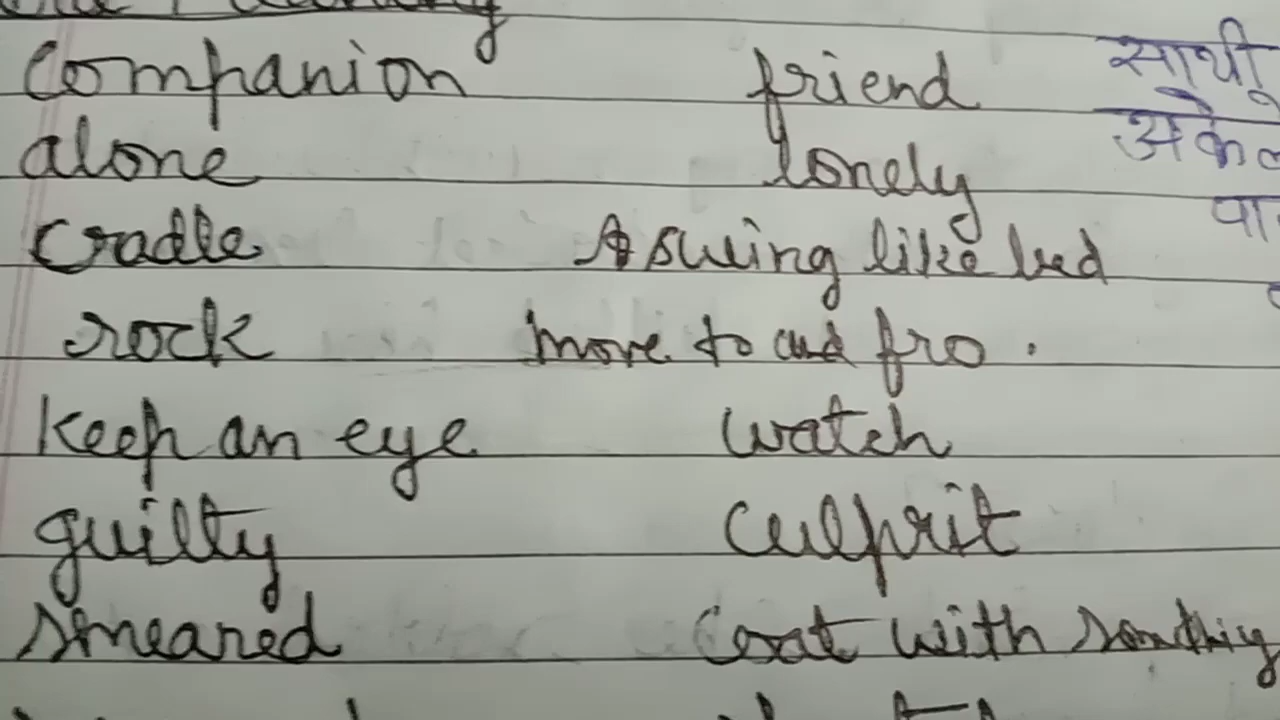 Companion friend साथी
alone lonely
Cradle A swing like bed
rock move to and fro.
Keep an eye watch
guilty culprit
smeared Coat with something